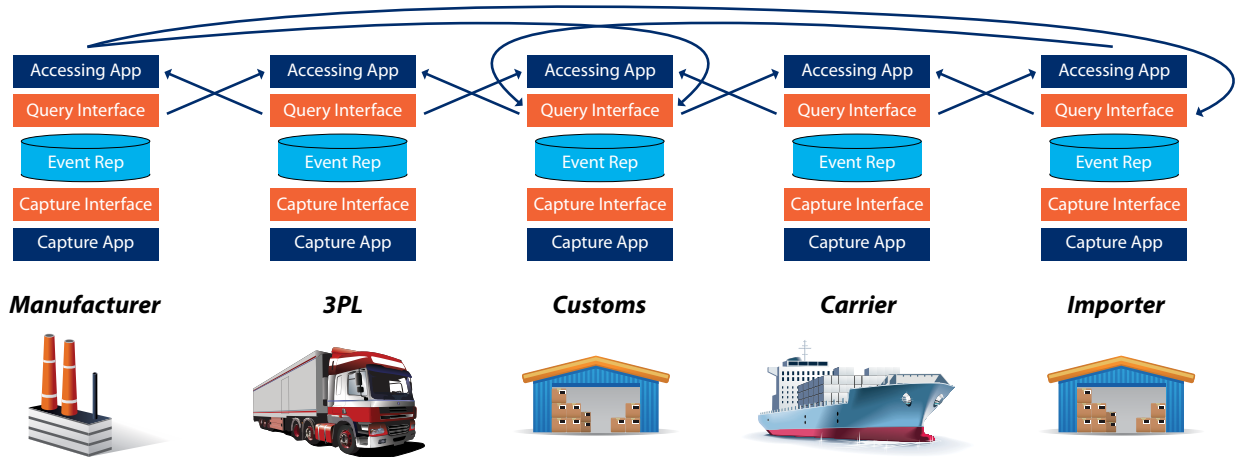 Accessing App Accessing App Accessing App Accessing App Accessing App
Query Interface Query Interface Query Interface Query Interface Query Interface
Event Rep Event Rep Event Rep Event Rep Event Rep
Capture Interface Capture Interface Capture Interface Capture Interface Capture Interface
Capture App Capture App Capture App Capture App Capture App
Manufacturer 3PL Customs Carrier Importer